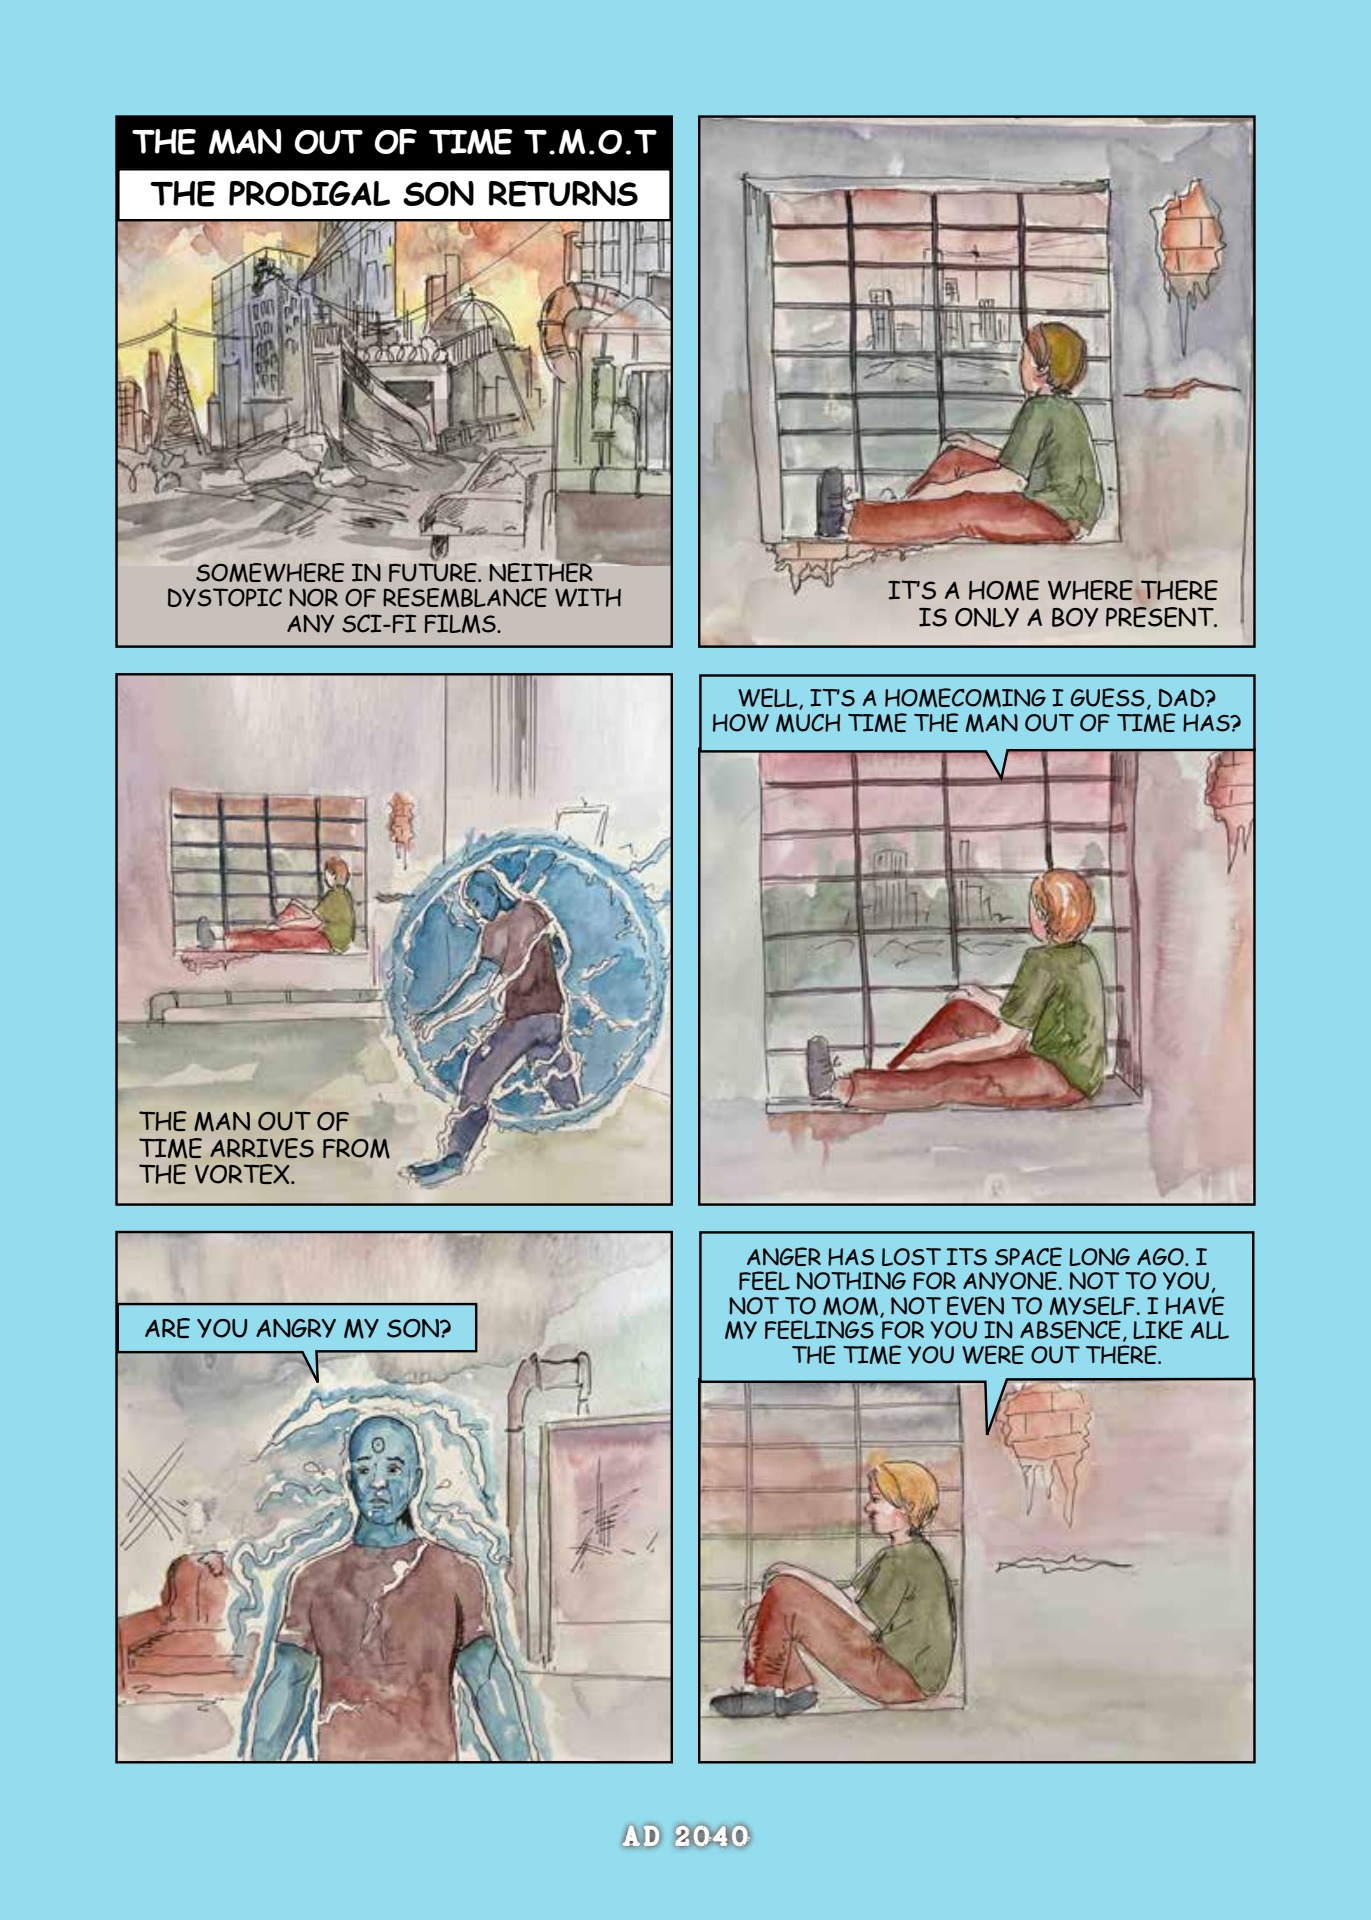 THE MAN OUT OF TIME T.M.O.T
THE PRODIGAL SON RETURNS
SOMEWHERE IN FUTURE. NEITHER
DYSTOPIC NOR OF RESEMBLANCE WITH
ANY SCI-FI FILMS.
IT'S A HOME WHERE THERE
IS ONLY A BOY PRESENT.
THE MAN OUT OF
TIME ARRIVES FROM
THE VORTEX.
WELL, IT'S A HOMECOMING I GUESS, DAD?
HOW MUCH TIME THE MAN OUT OF TIME HAS?
ARE YOU ANGRY MY SON?
ANGER HAS LOST ITS SPACE LONG AGO. I
FEEL NOTHING FOR ANYONE. NOT TO YOU,
NOT TO MOM, NOT EVEN TO MYSELF. I HAVE
MY FEELINGS FOR YOU IN ABSENCE, LIKE ALL
THE TIME YOU WERE OUT THERE.
AD 2040